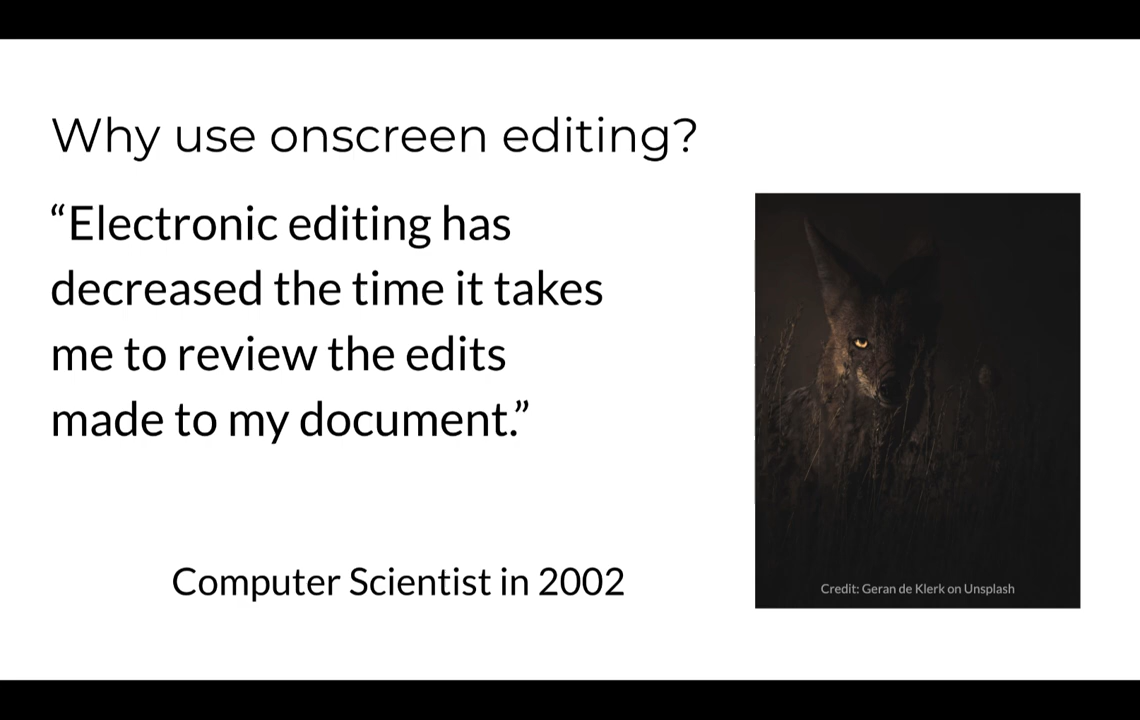 Why use onscreen editing?
“Electronic editing has
decreased the time it takes
me to review the edits
made to my document.”
Computer Scientist in 2002
Credit: Geran de Klerk on Unsplash